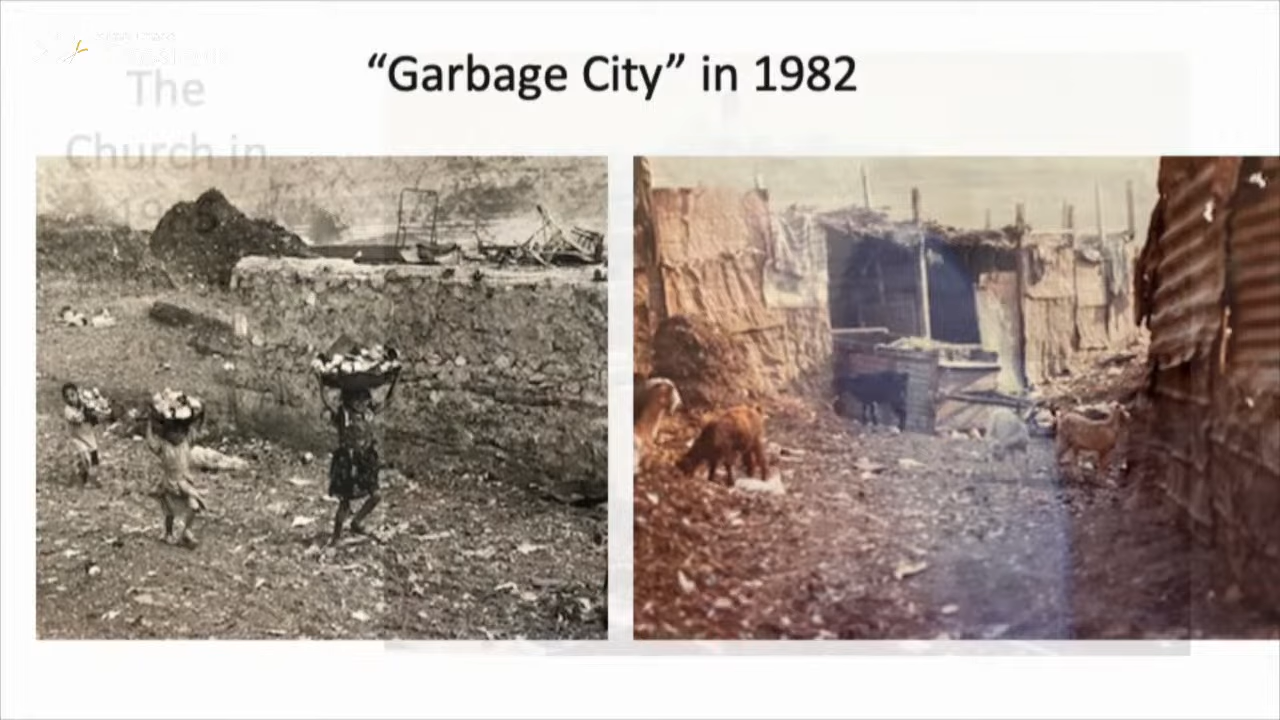 “Garbage City” in 1982
The
Church in